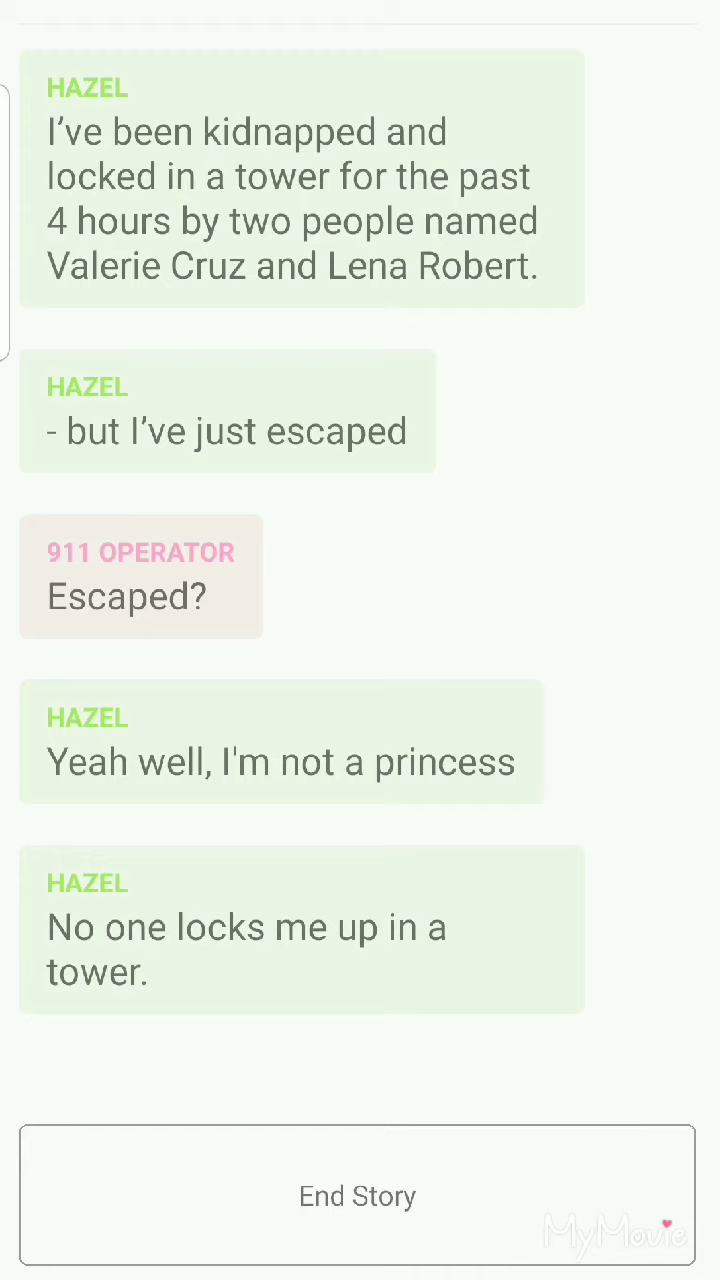 HAZEL
I’ve been kidnapped and
locked in a tower for the past
4 hours by two people named
Valerie Cruz and Lena Robert.
HAZEL
- but I’ve just escaped
911 OPERATOR
Escaped?
HAZEL
Yeah well, I'm not a princess
HAZEL
No one locks me up in a
tower.
End Story
MyMovie